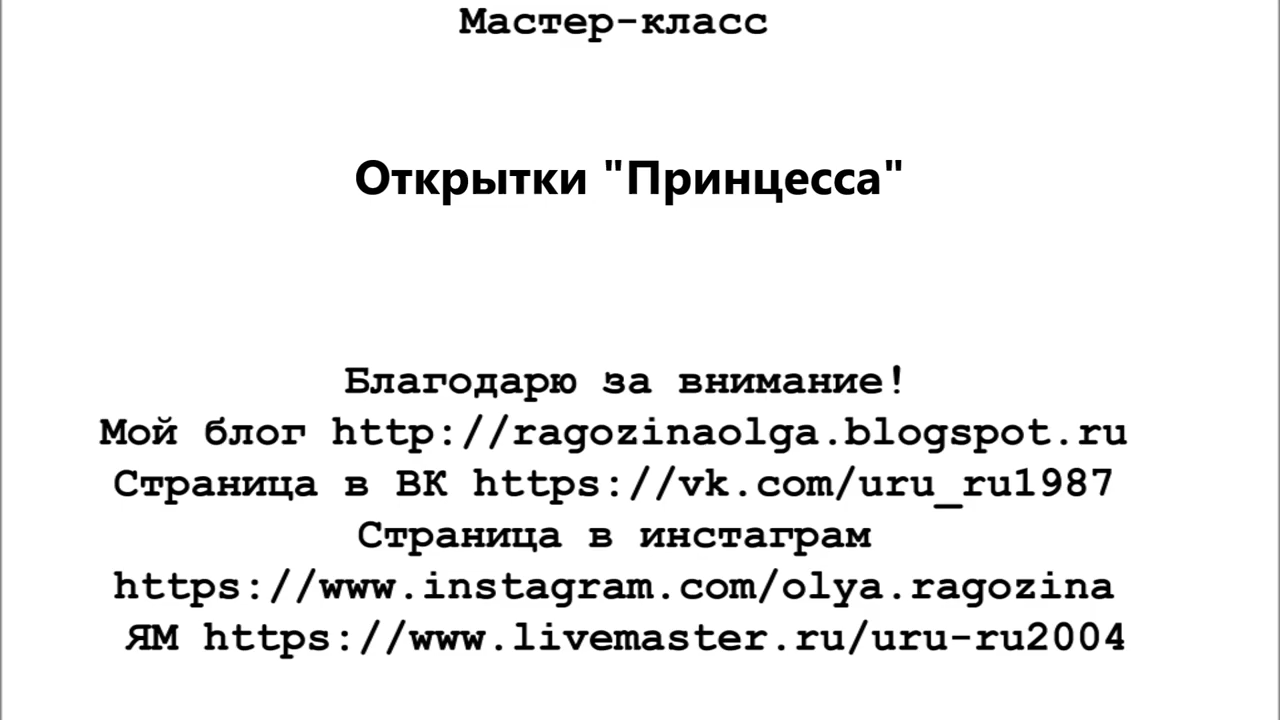 Мастер-класс
Открытки "Принцесса"
Благодарю за внимание!
Мой блог http://ragozinaolga.blogspot.ru
Страница в ВК https://vk.com/uru_ru1987
Страница в инстаграм
https://www.instagram.com/olya.ragozina
ЯМ https://www.livemaster.ru/uru-ru2004